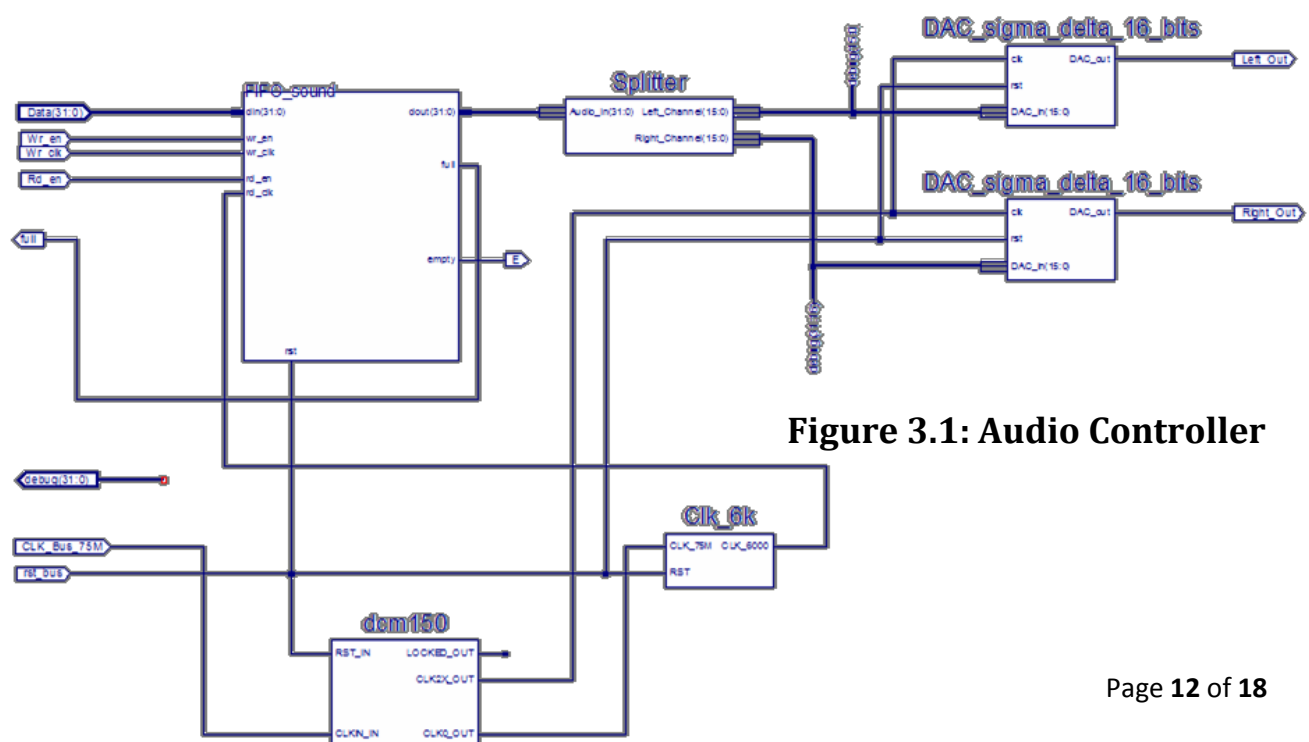 DAC_sigma_delta_16_bits
clk DAC_out
rst
DAC_in(15:0)
Left_Out
FIFO_sound
Data(31:0)
din(31:0) dout(31:0)
Wr_en
wr_en
Wr_clk
wr_clk
Rd_en
rd_en
rd_clk
full
full
empty
E
rst
Splitter
Audio_In(31:0) Left_Channel(15:0)
Right_Channel(15:0)
DAC_sigma_delta_16_bits
clk DAC_out
rst
DAC_in(15:0)
Right_Out
Figure 3.1: Audio Controller
debug(31:0)
Clk_6k
CLK_75M CLK_6000
RST
CLK_Bus_75M
rst_bus
dcm150
RST_IN LOCKED_OUT
CLK2X_OUT
CLKIN_IN CLK0_OUT
Page 12 of 18